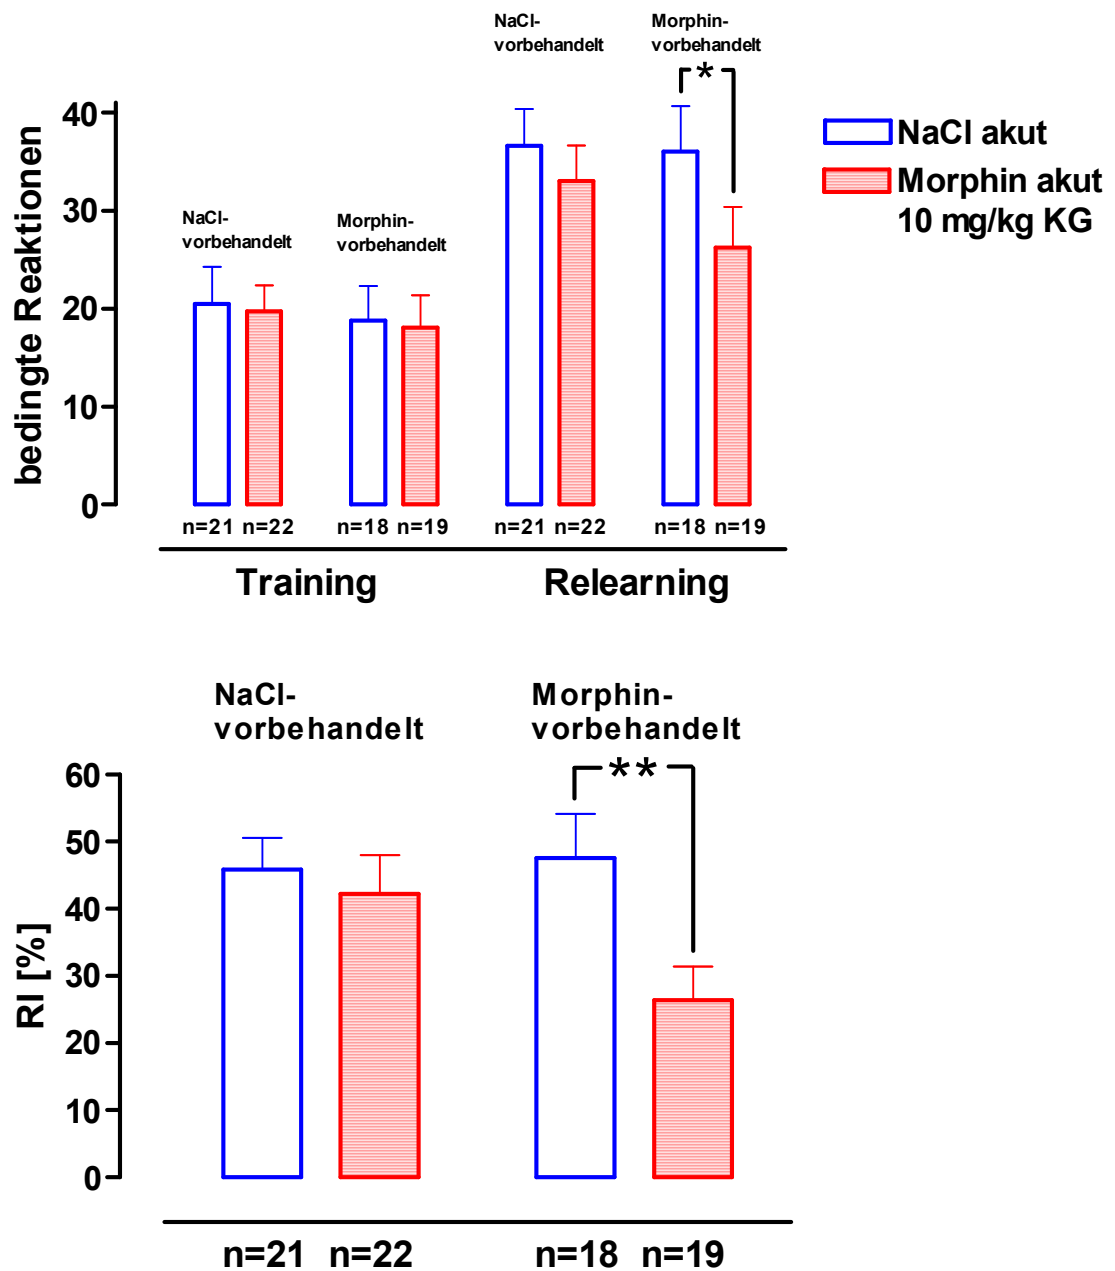 NaCl-
vorbehandelt
Morphin-
vorbehandelt
*
NaCl akut
Morphin akut
10 mg/kg KG
bedingte Reaktionen
40
30
20
10
0
NaCl-
vorbehandelt
Morphin-
vorbehandelt
n=21 n=22 n=18 n=19 n=21 n=22 n=18 n=19
Training Relearning
NaCl-
vorbehandelt
Morphin-
vorbehandelt
**
RI [%]
60
50
40
30
20
10
0
n=21 n=22 n=18 n=19